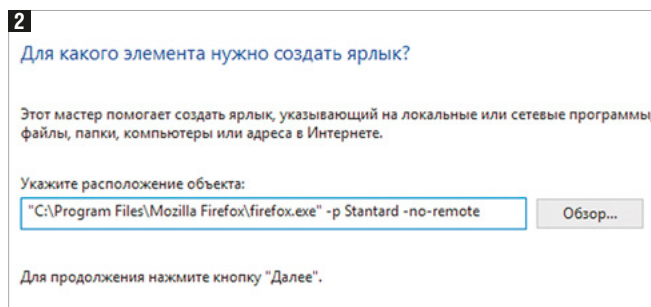 2
Для какого элемента нужно создать ярлык?
Этот мастер помогает создать ярлык, указывающий на локальные или сетевые программы,
файлы, папки, компьютеры или адреса в Интернете.
Укажите расположение объекта:
"C:\Program Files\Mozilla Firefox\firefox.exe" -p Stantard -no-remote
Обзор...
Для продолжения нажмите кнопку "Далее".